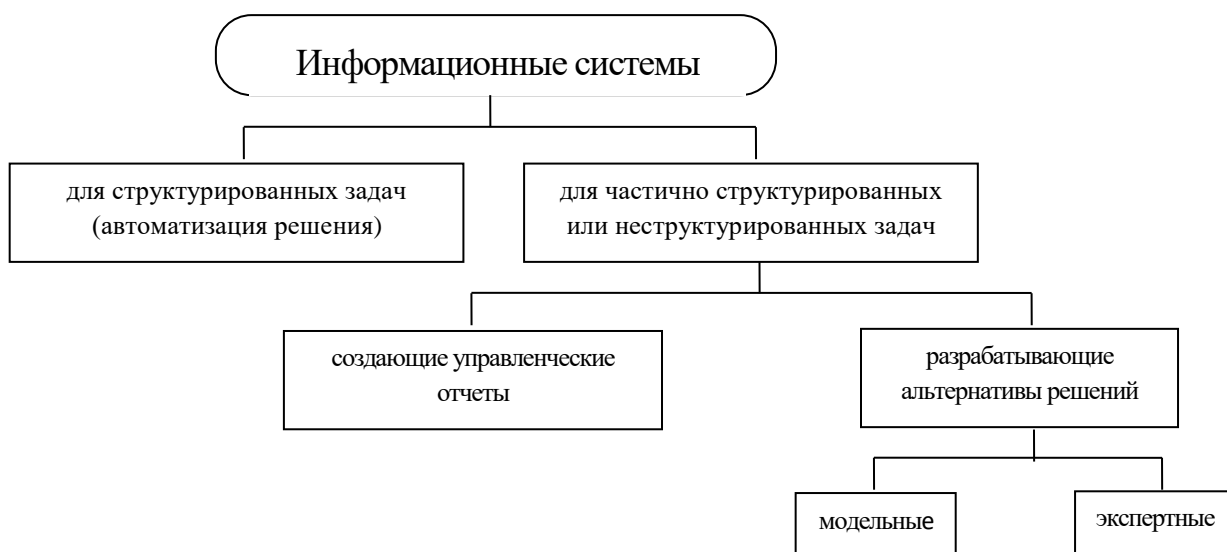 Информационные системы
для структурированных задач
(автоматизация решения)
для частично структурированных
или неструктурированных задач
создающие управленческие
отчеты
разрабатывающие
альтернативы решений
модельные
экспертные